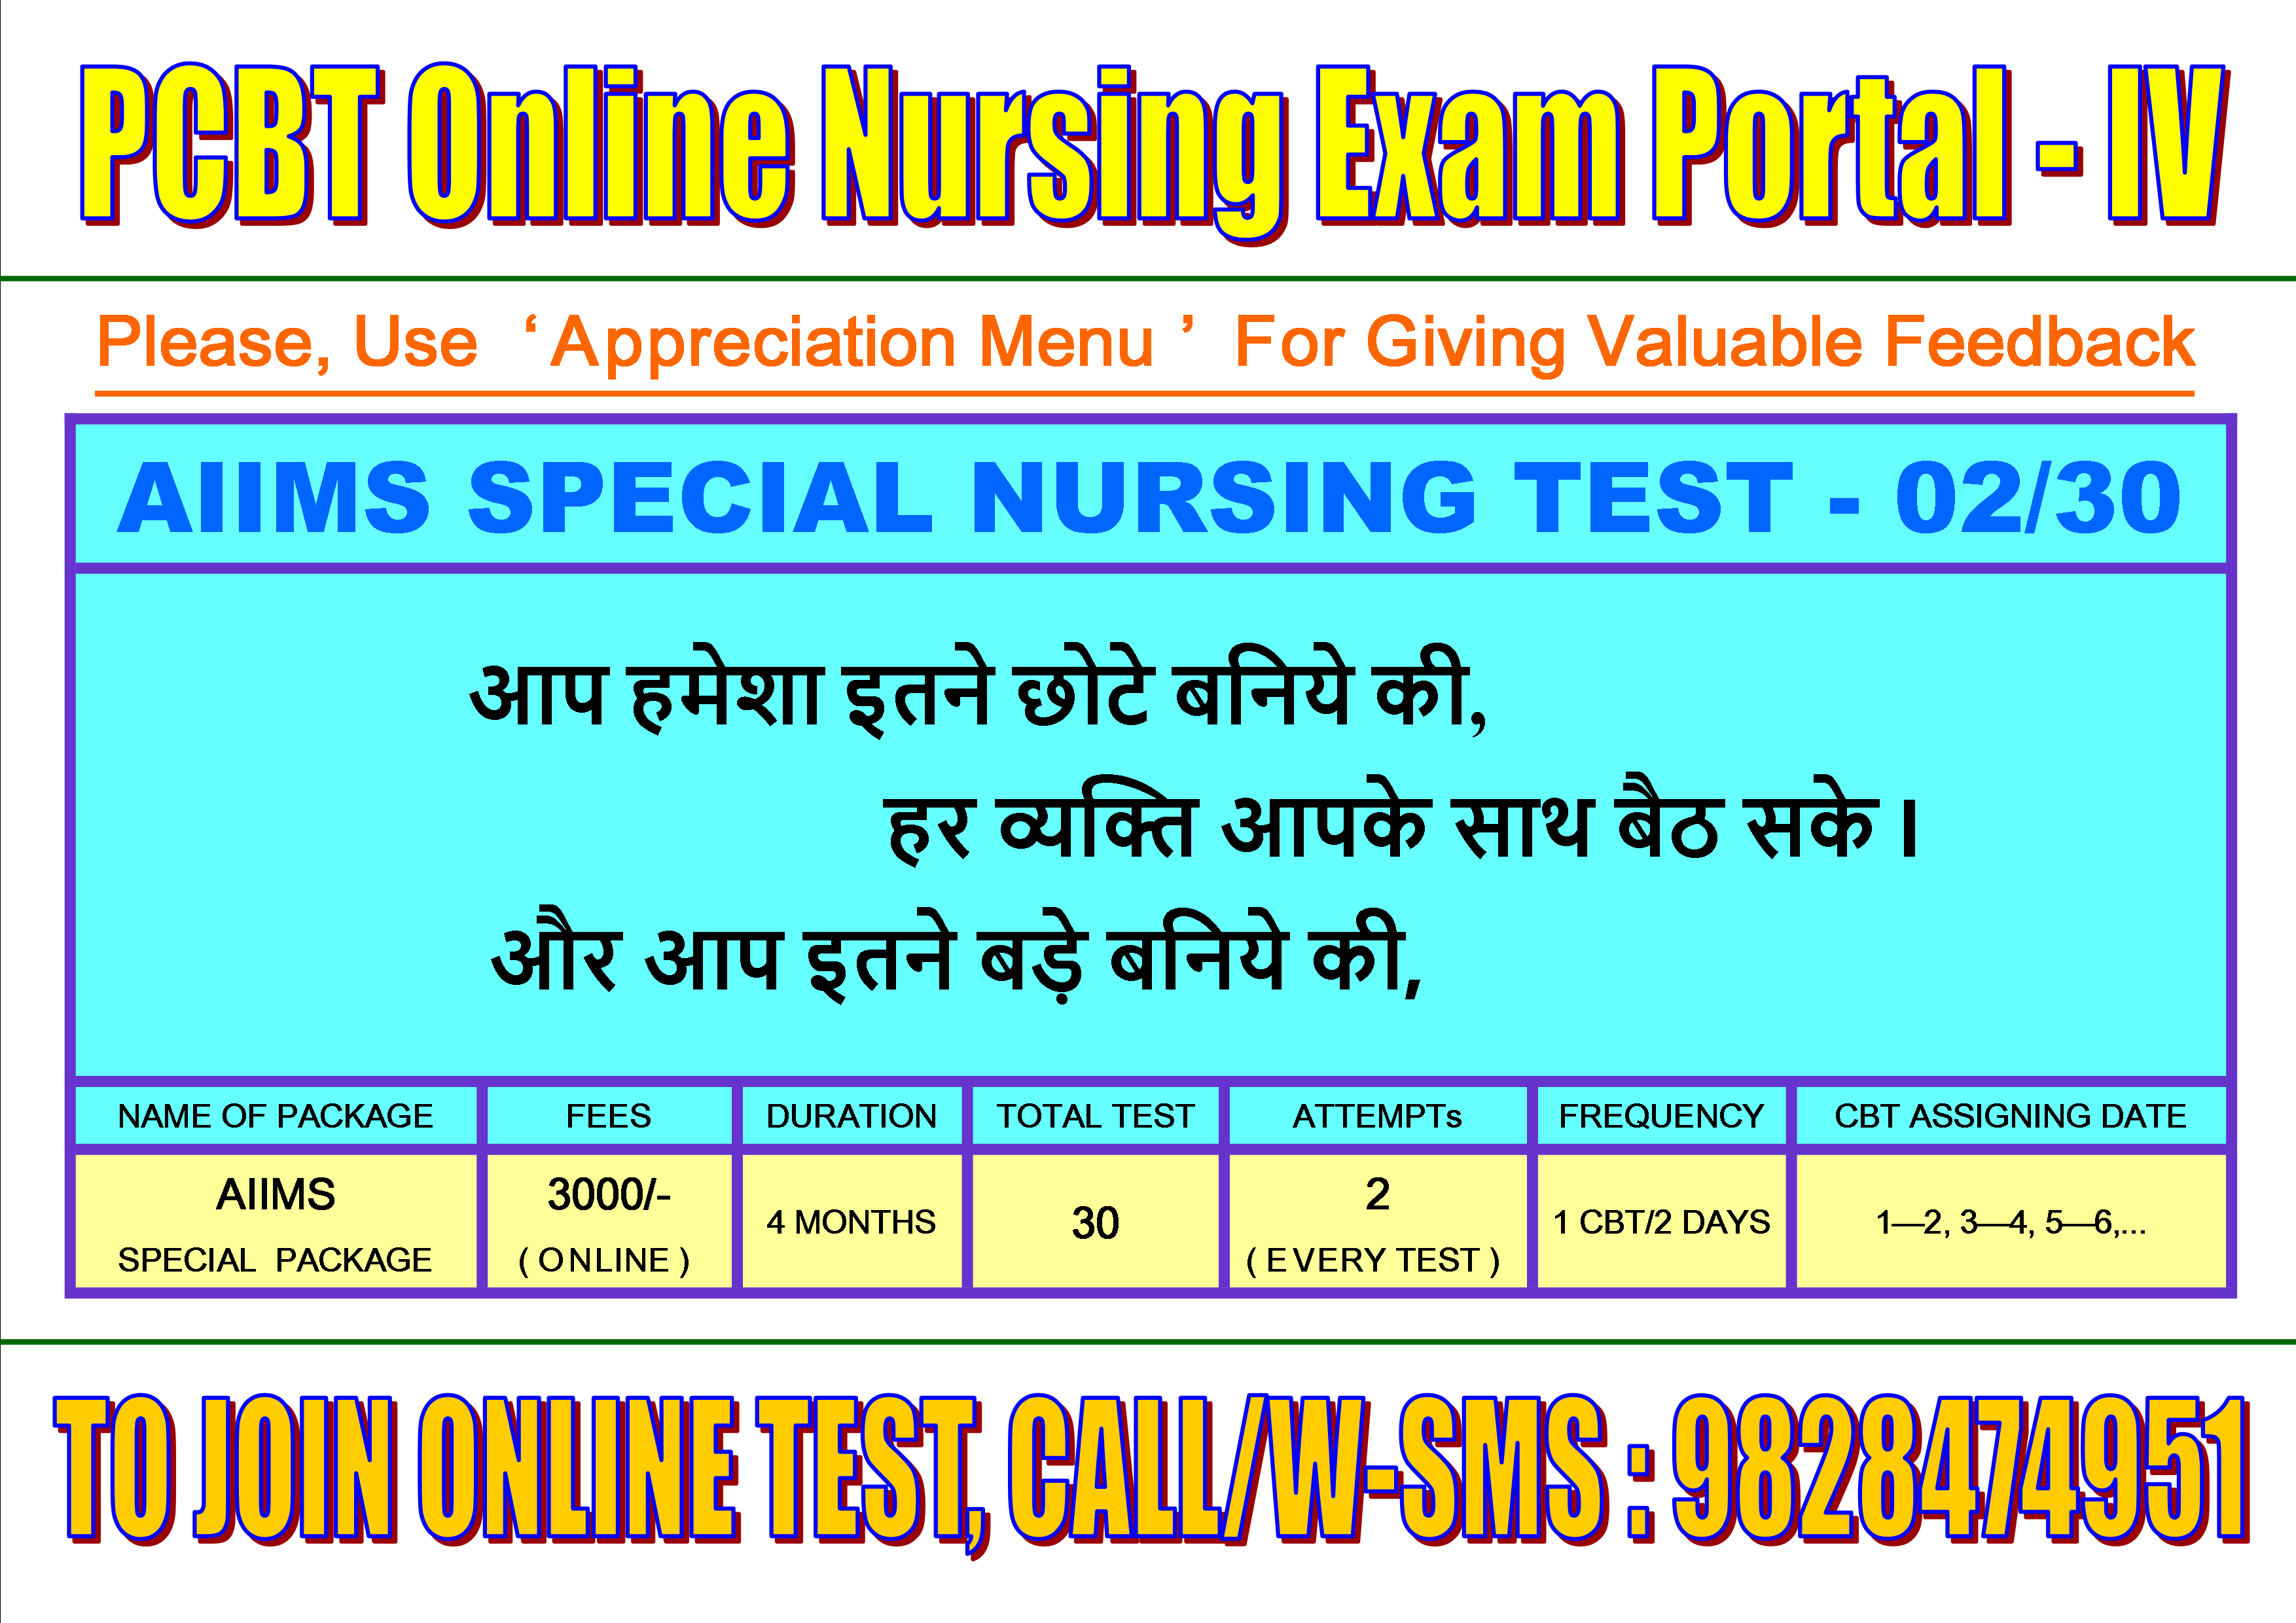 PCBT Online Nursing Exam Portal - IV
Please, Use ‘Appreciation Menu’ For Giving Valuable Feedback
AIIMS SPECIAL NURSING TEST - 02/30
आप हमेशा इतने छोटे बनिये की,
हर व्यक्ति आपके साथ बैठ सके ।
और आप इतने बड़े बनिये की,
NAME OF PACKAGE FEES DURATION TOTAL TEST ATTEMPTs FREQUENCY CBT ASSIGNING DATE
AIIMS 3000/- 2
4 MONTHS 30 1 CBT/2 DAYS 1—2, 3—4, 5—6,...
SPECIAL PACKAGE ( ONLINE ) ( EVERY TEST )
TO JOIN ONLINE TEST, CALL/W-SMS : 9828474951